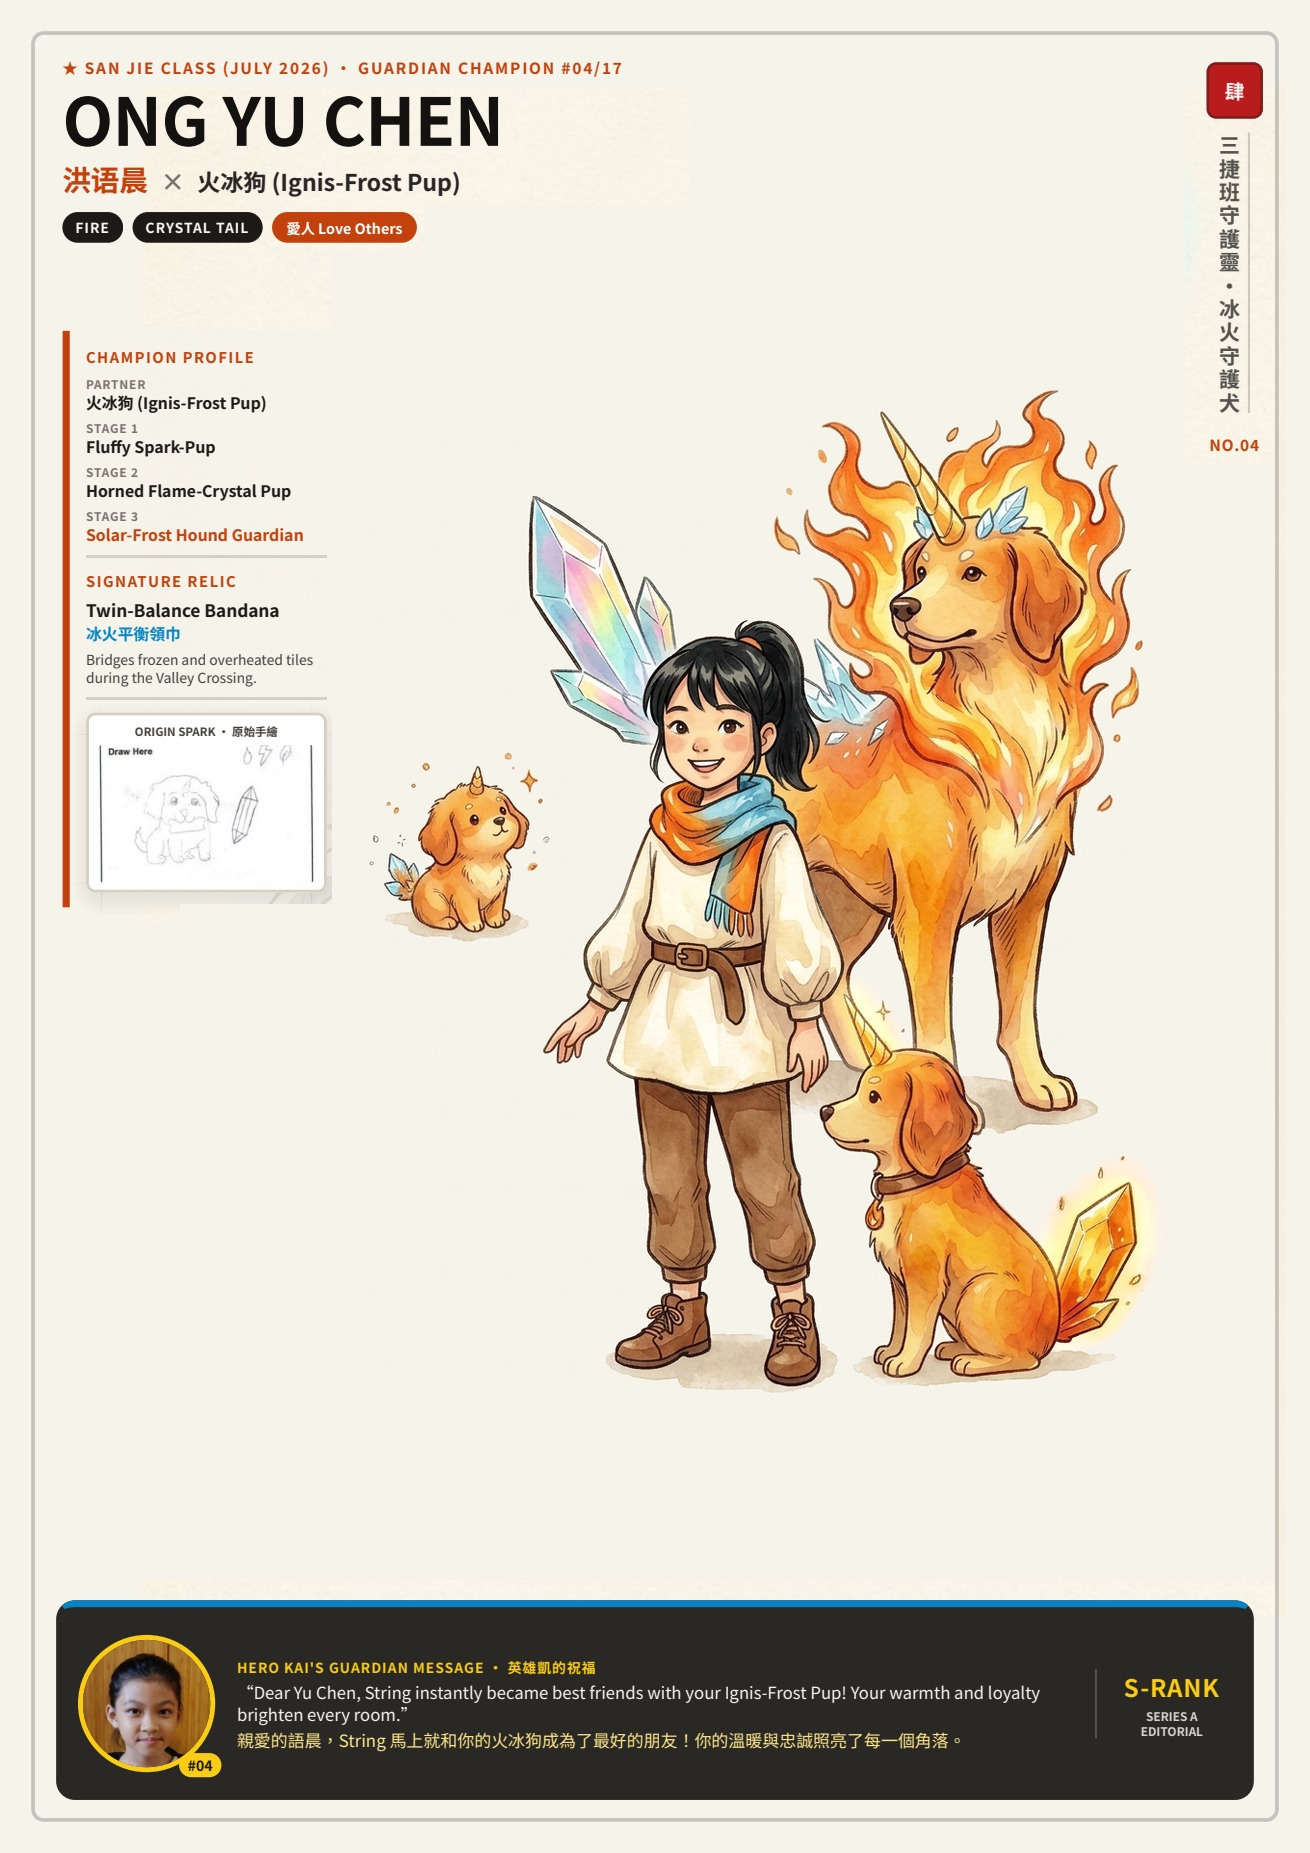 ★ SAN JIE CLASS (JULY 2026) • GUARDIAN CHAMPION #04/17
ONG YU CHEN
洪语晨 × 火冰狗 (Ignis-Frost Pup)
FIRE
CRYSTAL TAIL
愛人 Love Others
肆
三捷班守護靈・冰火守護犬
NO.04
CHAMPION PROFILE
PARTNER
火冰狗 (Ignis-Frost Pup)
STAGE 1
Fluffy Spark-Pup
STAGE 2
Horned Flame-Crystal Pup
STAGE 3
Solar-Frost Hound Guardian
SIGNATURE RELIC
Twin-Balance Bandana
冰火平衡領巾
Bridges frozen and overheated tiles
during the Valley Crossing.
ORIGIN SPARK • 原始手繪
Draw Here
HERO KAI'S GUARDIAN MESSAGE • 英雄凱的祝福
“Dear Yu Chen, String instantly became best friends with your Ignis-Frost Pup! Your warmth and loyalty
brighten every room.”
親愛的語晨，String 馬上就和你的火冰狗成為了最好的朋友！你的溫暖與忠誠照亮了每一個角落。
#04
S-RANK
SERIES A
EDITORIAL